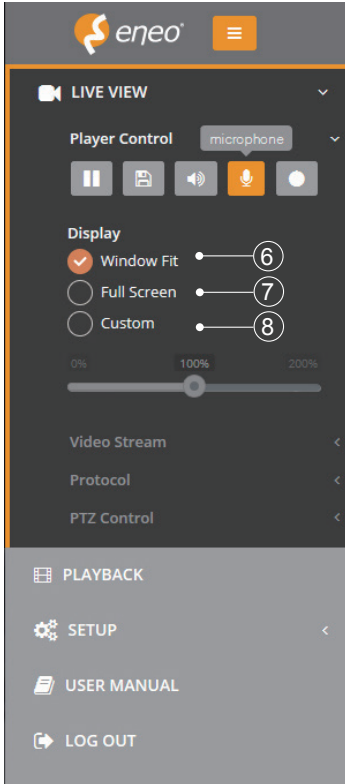 eneo
LIVE VIEW
Player Control microphone
Display
Window Fit 6
Full Screen 7
Custom 8
0% 100% 200%
Video Stream
Protocol
PTZ Control
PLAYBACK
SETUP
USER MANUAL
LOG OUT